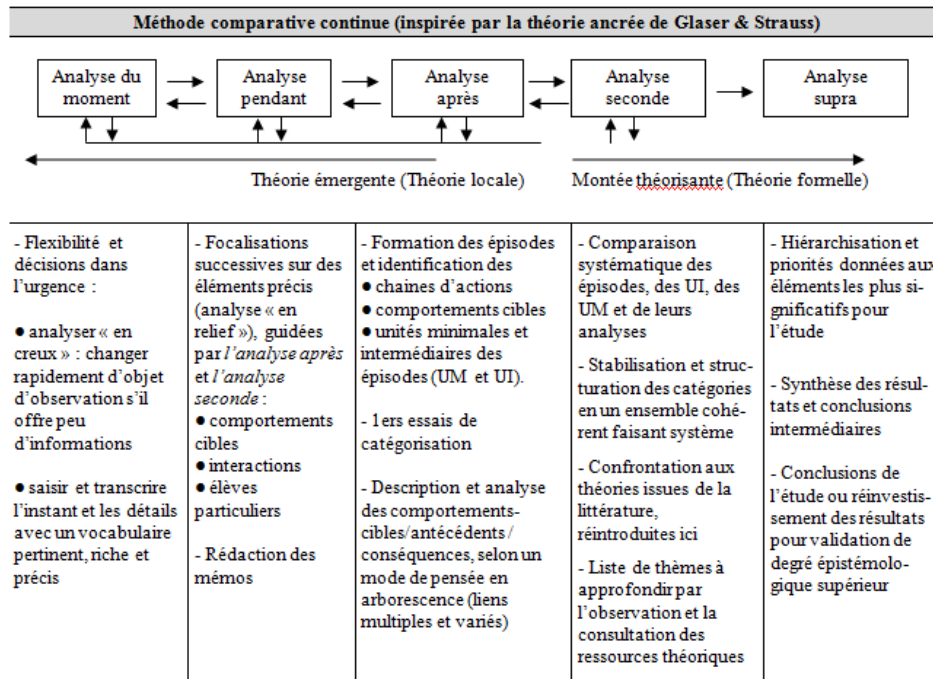 Méthode comparative continue (inspirée par la théorie ancrée de Glaser & Strauss)
Analyse du
moment
Analyse
pendant
Analyse
après
Analyse
seconde
Analyse
supra
Théorie émergente (Théorie locale)
Montée théorisante (Théorie formelle)
- Flexibilité et
décisions dans
l'urgence :
● analyser « en
creux » : changer
rapidement d'objet
d'observation s'il
offre peu
d'informations
● saisir et transcrire
l'instant et les détails
avec un vocabulaire
pertinent, riche et
précis
- Focalisations
successives sur des
éléments précis
(analyse « en
relief »), guidées
par l'analyse après
et l'analyse
seconde :
● comportements
cibles
● interactions
● élèves
particuliers
- Rédaction des
mémos
- Formation des épisodes
et identification des
● chaines d'actions
● comportements cibles
● unités minimales et
intermédiaires des
épisodes (UM et UI).
- 1ers essais de
catégorisation
- Description et analyse
des comportements-
cibles/antécédents/
conséquences, selon un
mode de pensée en
arborescence (liens
multiples et variés)
- Comparaison
systématique des
épisodes, des UI, des
UM et de leurs
analyses
- Stabilisation et struc-
turation des catégories
en un ensemble cohé-
rent faisant système
- Confrontation aux
théories issues de la
littérature,
réintroduites ici
- Liste de thèmes à
approfondir par
l'observation et la
consultation des
ressources théoriques
- Hiérarchisation et
priorités données aux
éléments les plus si-
gnificatifs pour
l'étude
- Synthèse des résul-
tats et conclusions
intermédiaires
- Conclusions de
l'étude ou réinvestis-
sement des résultats
pour validation de
degré épistémolo-
gique supérieur